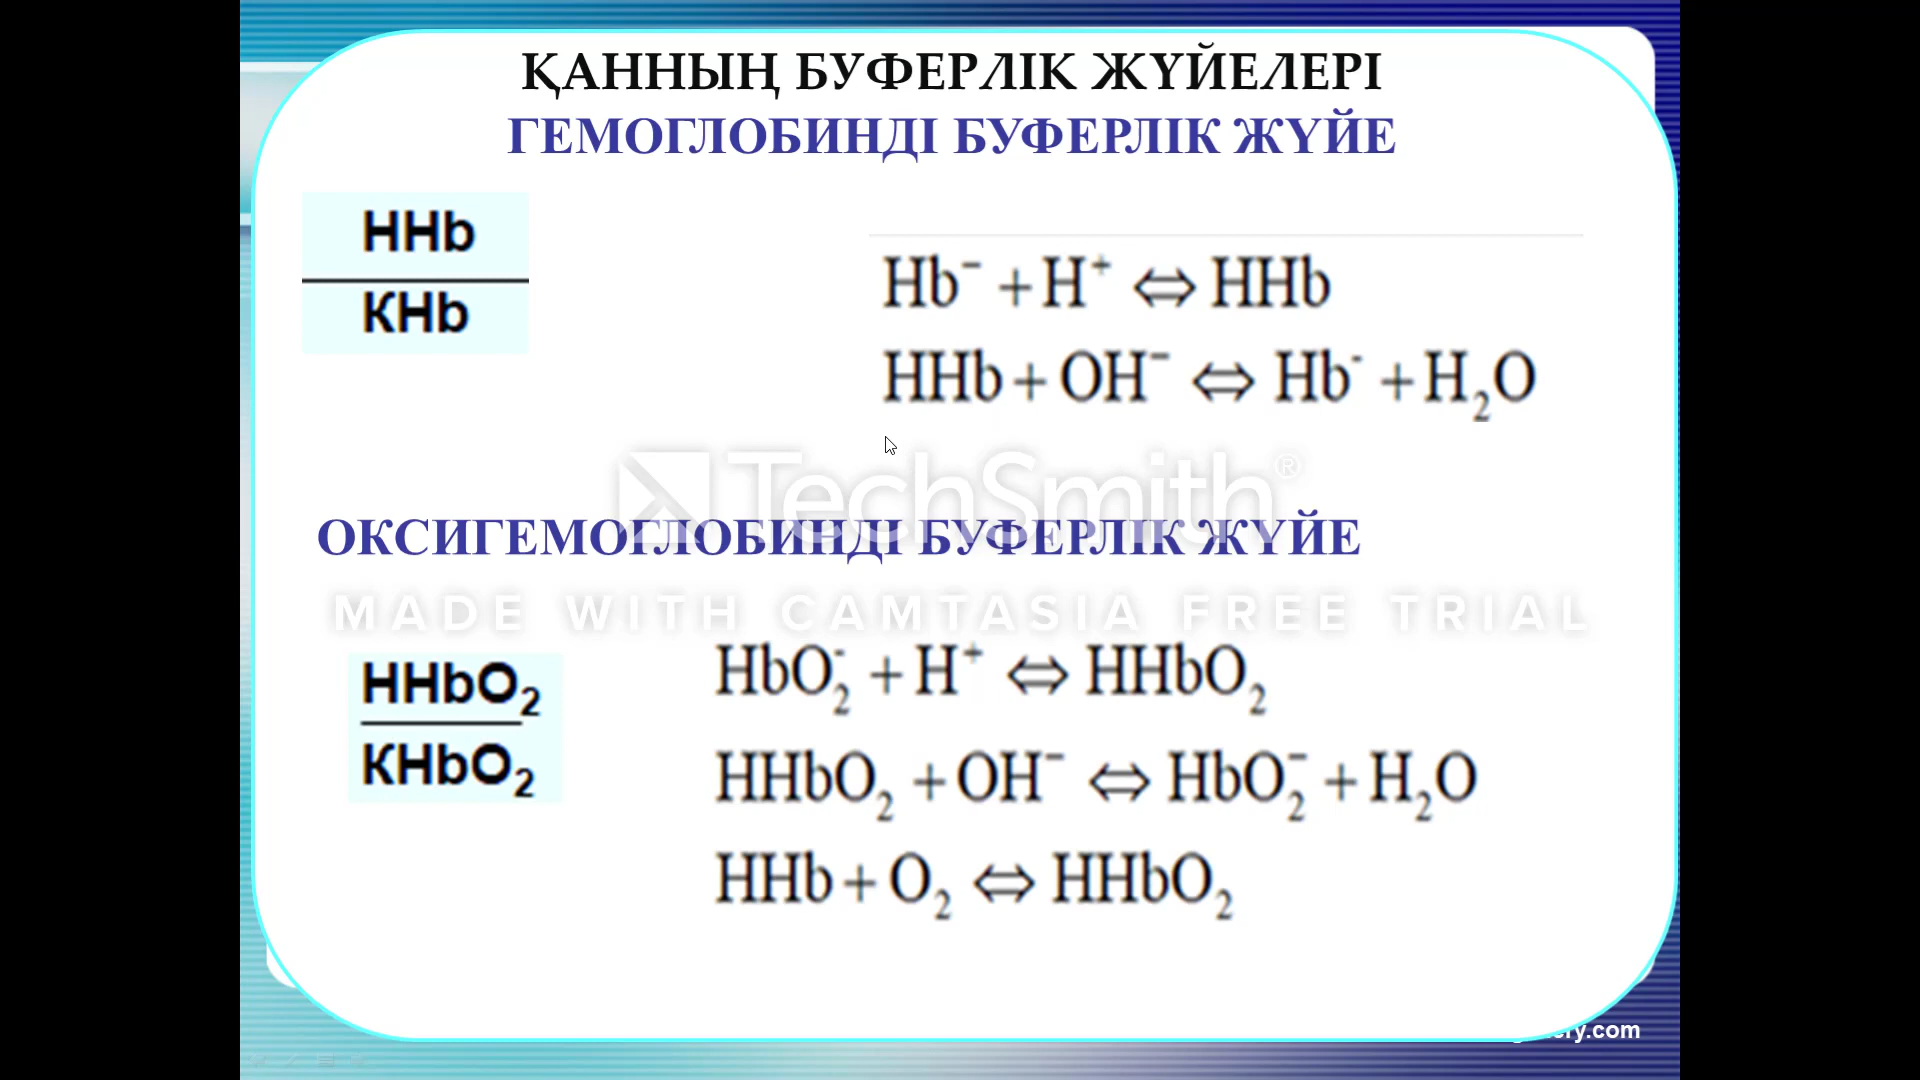 ҚАННЫҢ БУФЕРЛІК ЖҮЙЕЛЕРІ
ГЕМОГЛОБИНДІ БУФЕРЛІК ЖҮЙЕ
HHb
KHb
Hb⁻ + H⁺ ⇔ HHb
HHb + OH⁻ ⇔ Hb⁻ + H₂O
TechSmith®
ОКСИГЕМОГЛОБИНДІ БУФЕРЛІК ЖҮЙЕ
MADE WITH CAMTASIA FREE TRIAL
HHbO₂
KHbO₂
HbO₂⁻ + H⁺ ⇔ HHbO₂
HHbO₂ + OH⁻ ⇔ HbO₂⁻ + H₂O
HHb + O₂ ⇔ HHbO₂